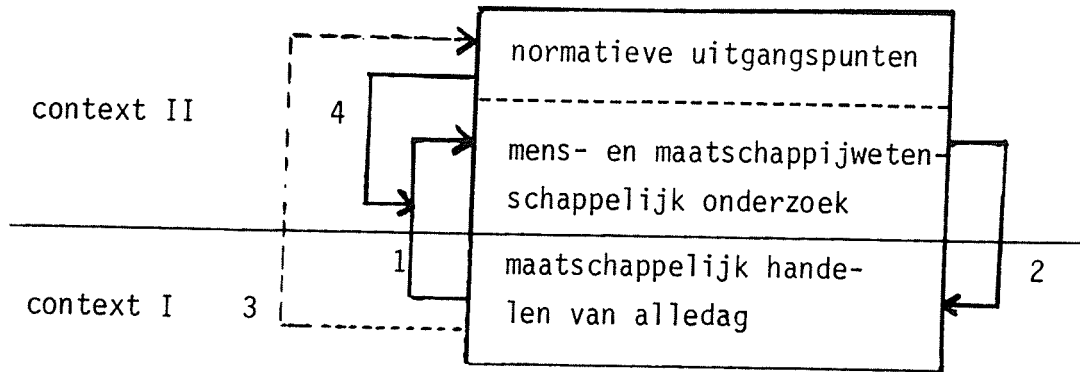 normatieve uitgangspunten
context II
4
mens- en maatschappijweten-
schappelijk onderzoek
1
maatschappelijk hande-
2
context I
3
len van alledag